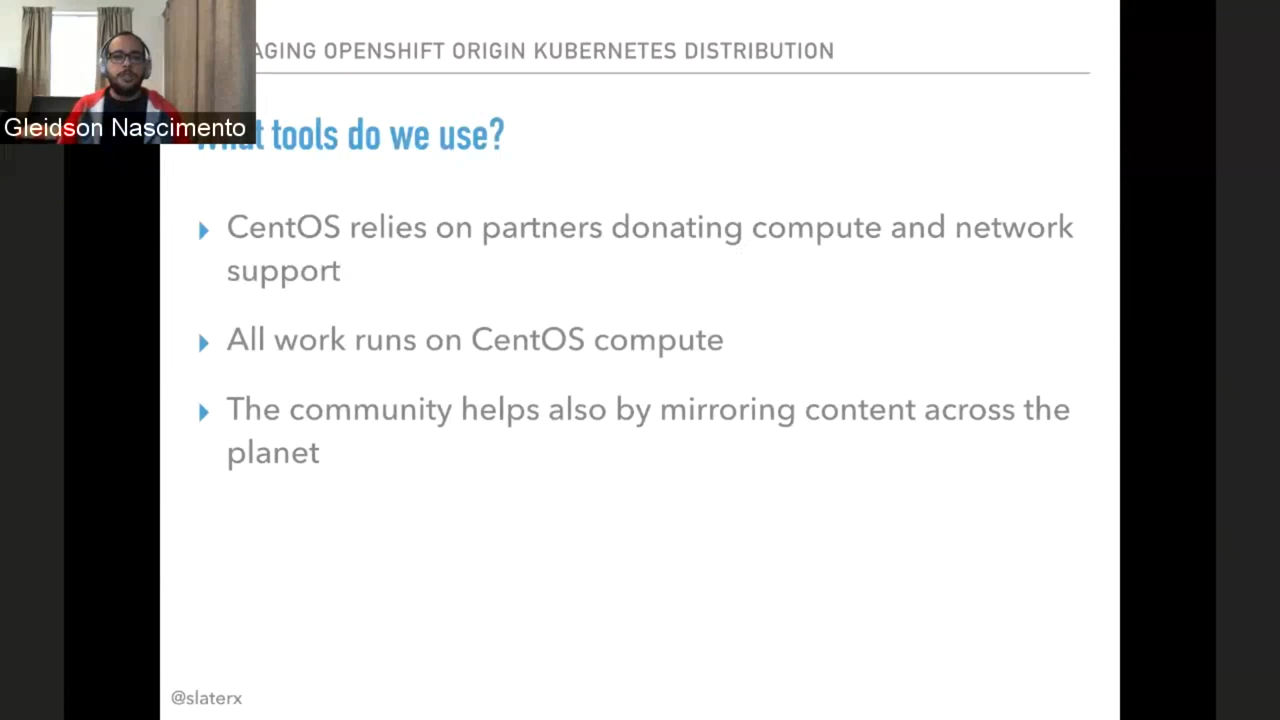 AGING OPENSHIFT ORIGIN KUBERNETES DISTRIBUTION
Gleidson Nascimento
What tools do we use?
CentOS relies on partners donating compute and network
support
All work runs on CentOS compute
The community helps also by mirroring content across the
planet
@slaterx